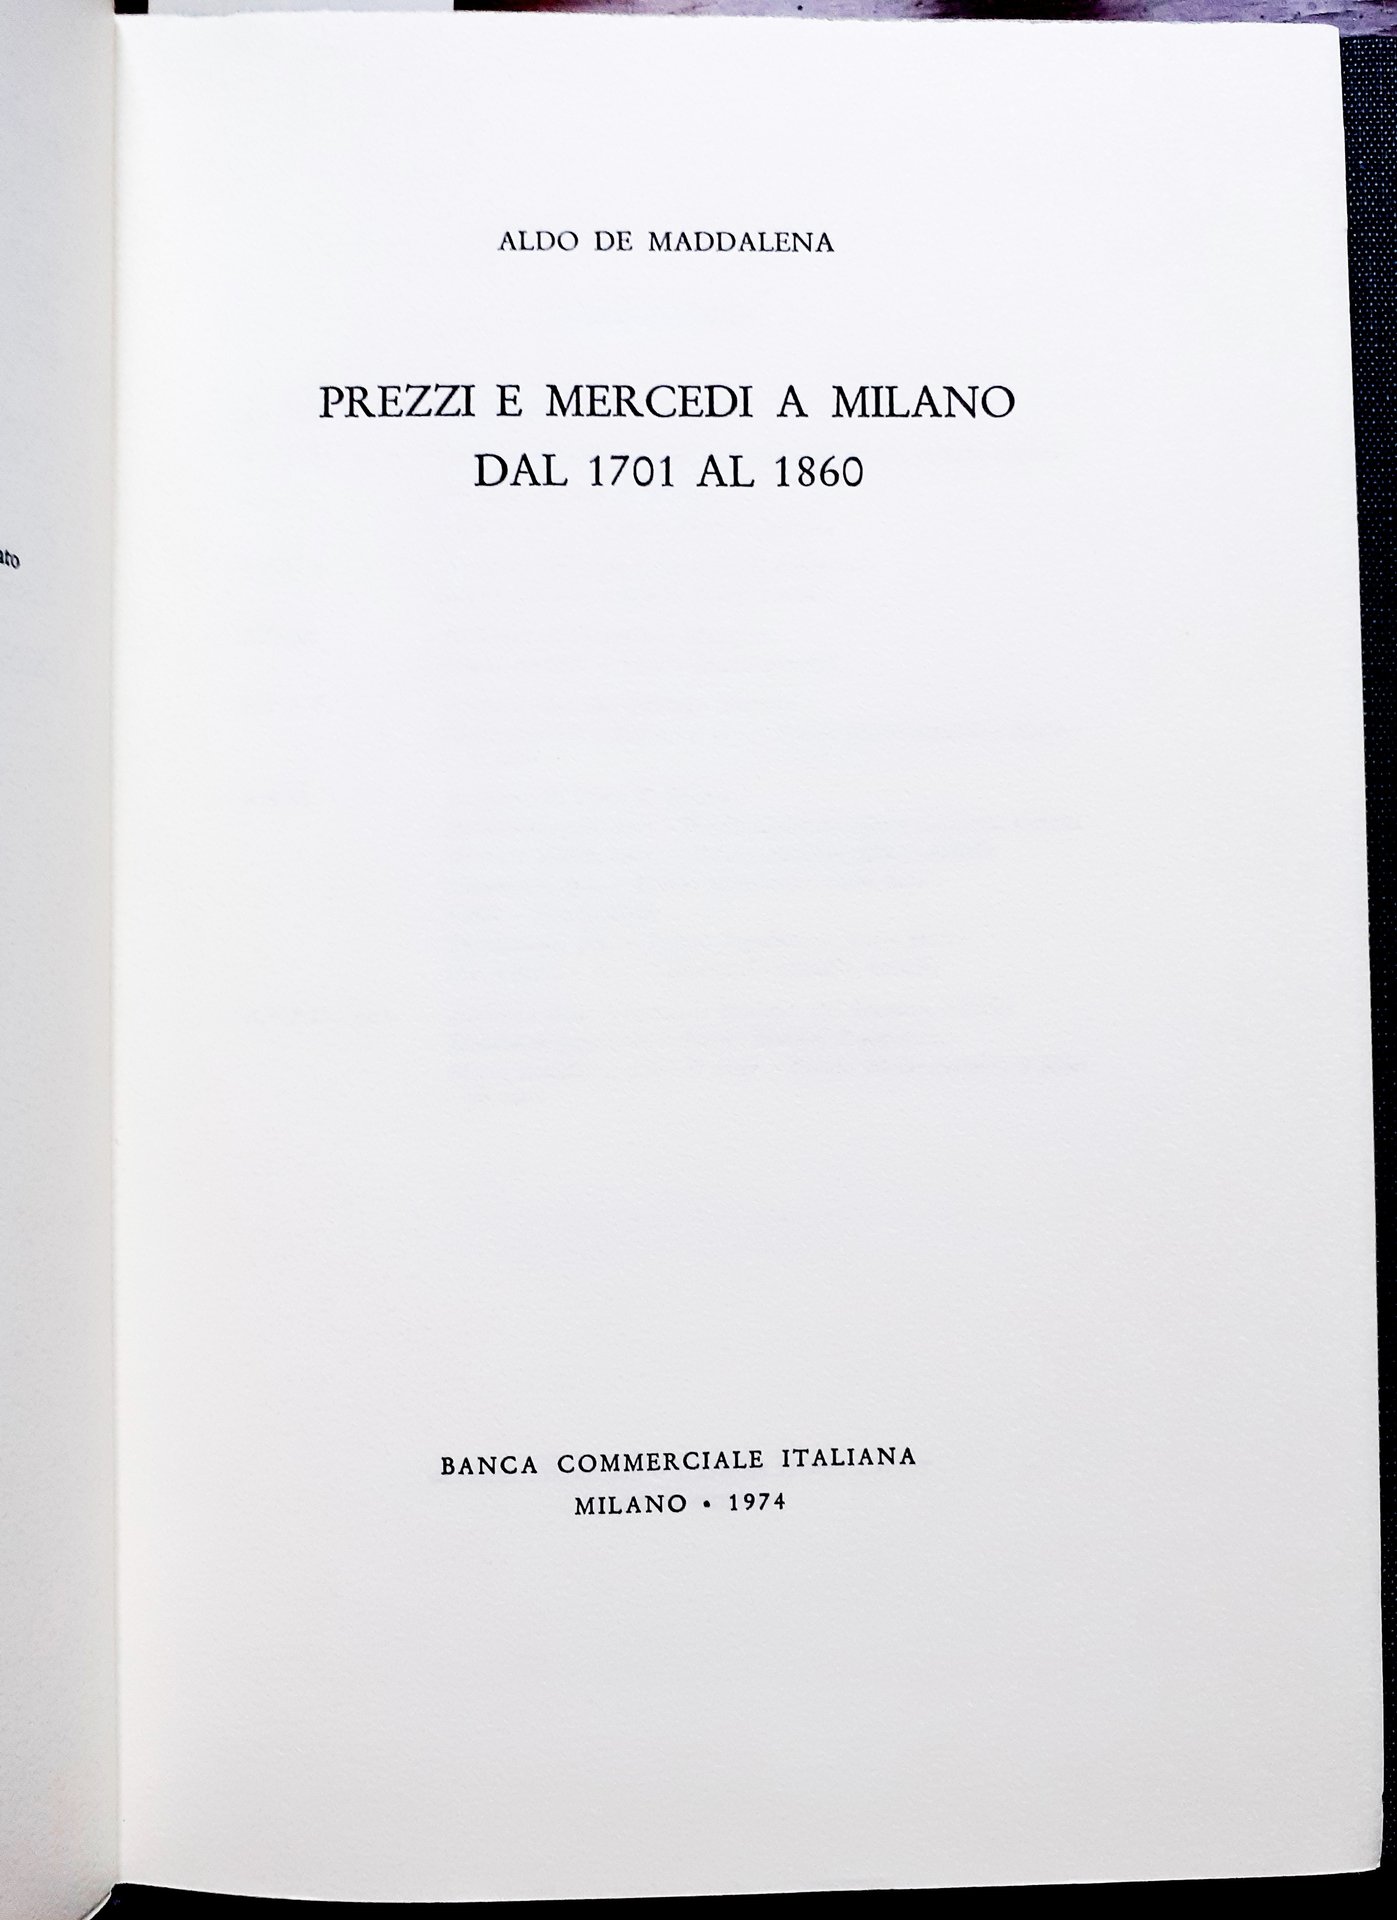 ALDO DE MADDALENA
PREZZI E MERCEDI A MILANO
DAL 1701 AL 1860
BANCA COMMERCIALE ITALIANA
MILANO • 1974